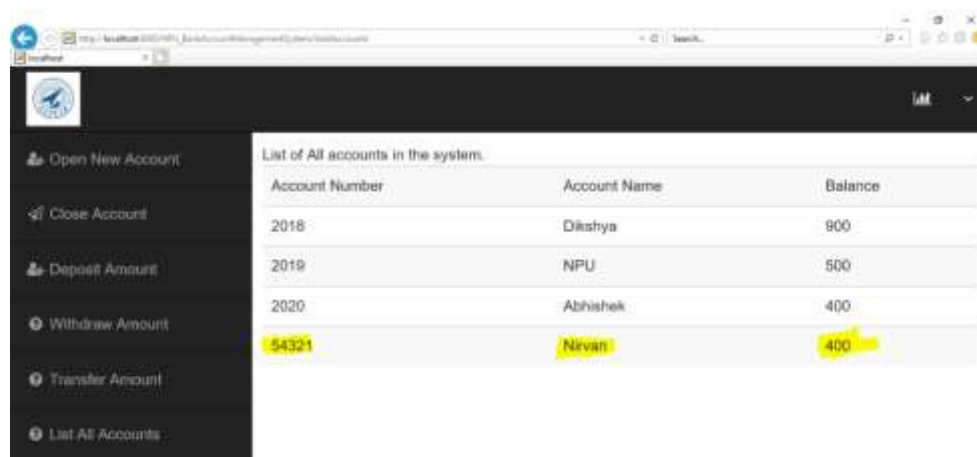 localhost
Open New Account
Close Account
Deposit Amount
Withdraw Amount
Transfer Amount
List All Accounts
List of All accounts in the system.
Account Number Account Name Balance
2018 Dikshya 900
2019 NPU 500
2020 Abhishek 400
54321 Nirvan 400